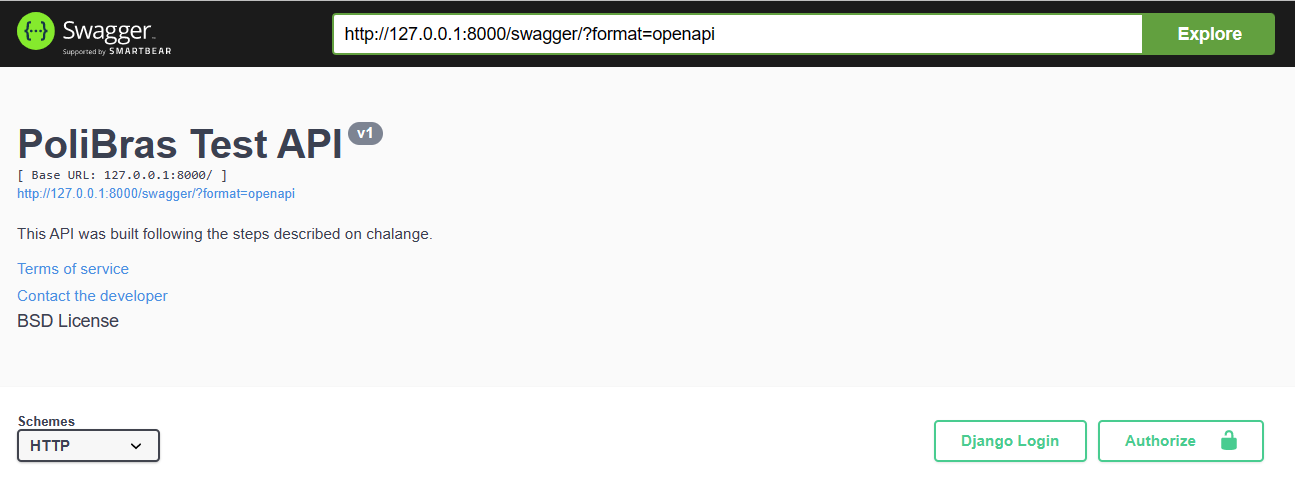 Swagger
Supported by SMARTBEAR
http://127.0.0.1:8000/swagger/?format=openapi
Explore
PoliBras Test API v1
[ Base URL: 127.0.0.1:8000/ ]
http://127.0.0.1:8000/swagger/?format=openapi
This API was built following the steps described on chalange.
Terms of service
Contact the developer
BSD License
Schemes
HTTP
Django Login
Authorize